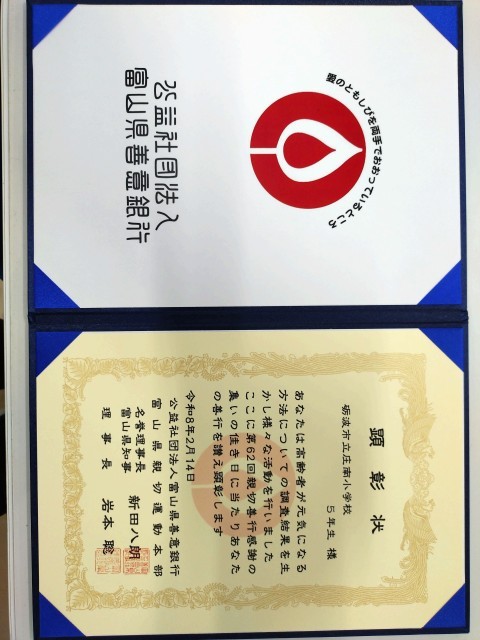 愛のともしびを両手でおおっているところ
公益社団法人
富山県善意銀行
顕彰状
砺波市立庄南小学校
5年生 様
あなたは高齢者が元気になる
方法についての調査結果を生
かし様々な活動を行いました
ここに第62回親切善行感謝の
集いの佳き日に当たりあなた
の善行を讃え顕彰します
令和8年2月14日
公益社団法人富山県善意銀行
富山県親切運動本部
名誉理事長
富山県知事 新田八朗
理事長 岩本聡